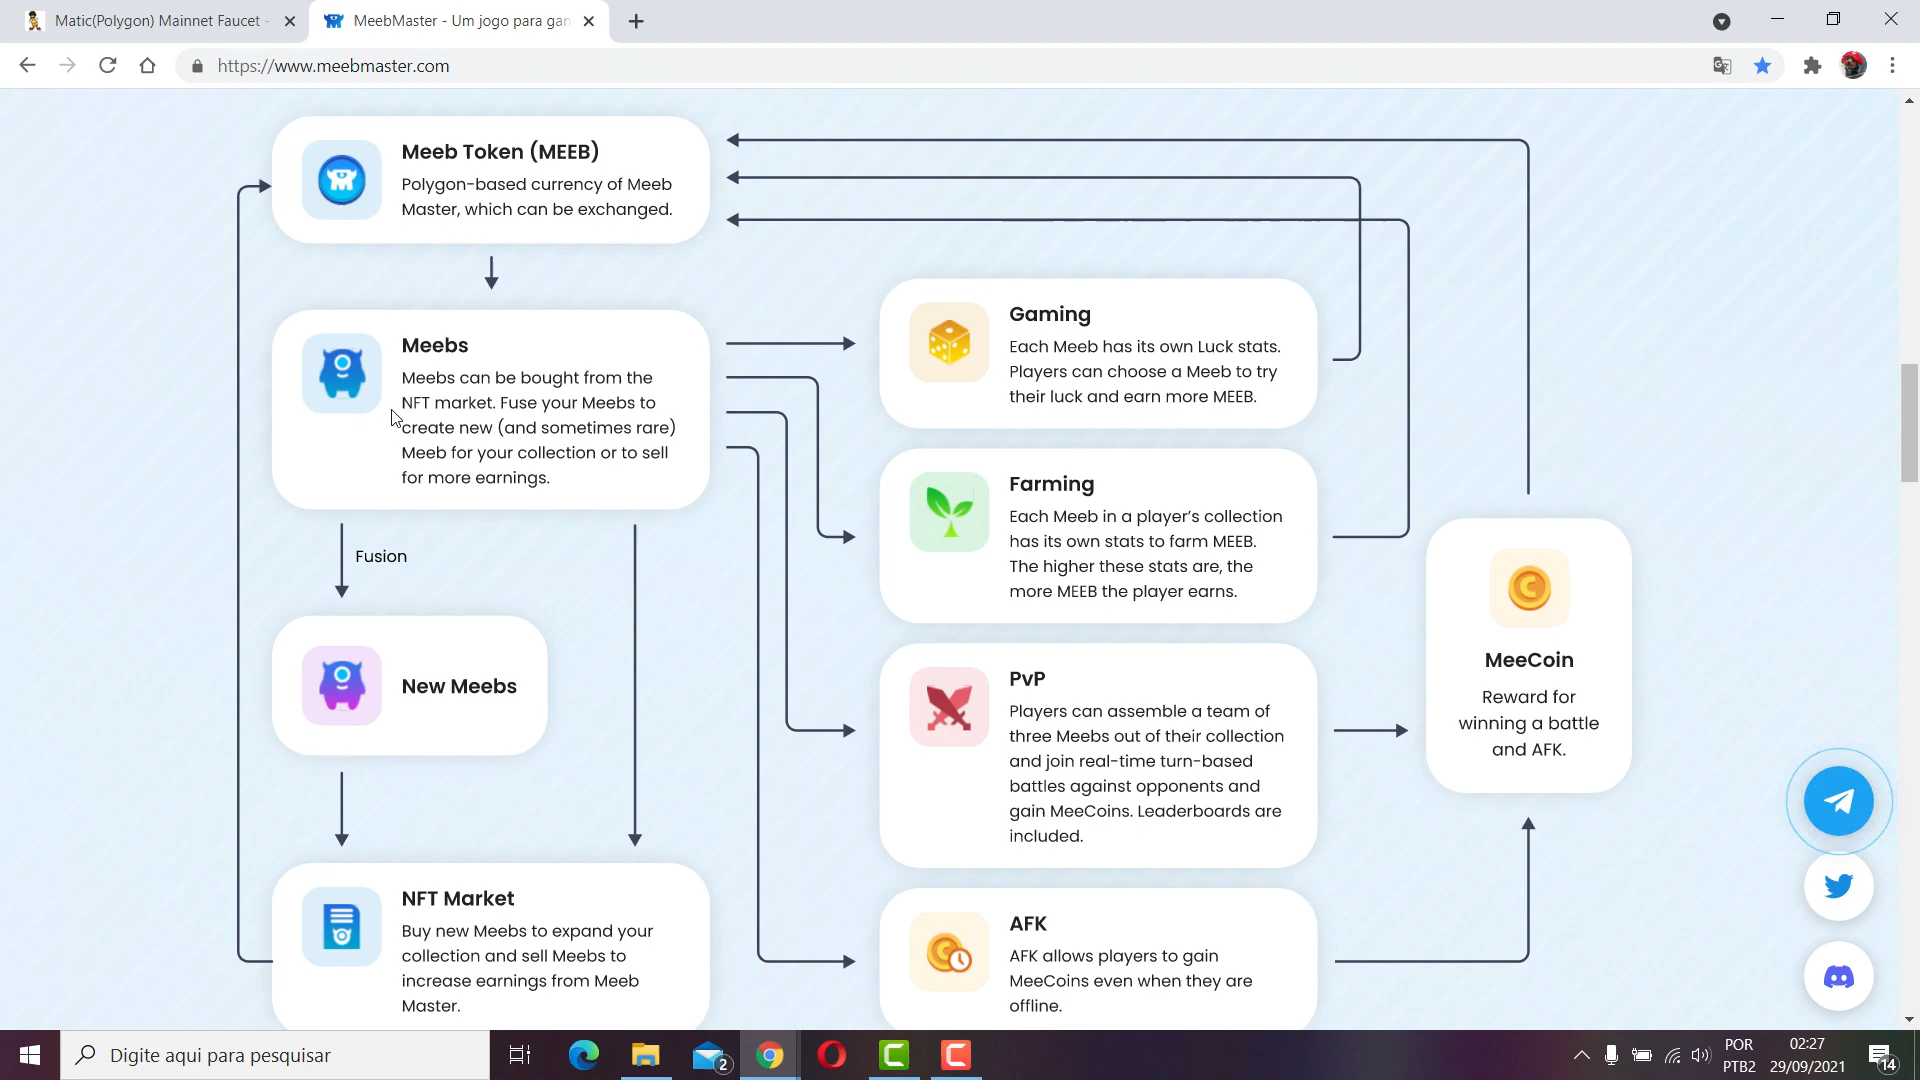 Matic(Polygon) Mainnet Faucet -
MeebMaster - Um jogo para gan
https://www.meebmaster.com
Meeb Token (MEEB)
Polygon-based currency of Meeb
Master, which can be exchanged.
Meebs
Meebs can be bought from the
NFT market. Fuse your Meebs to
create new (and sometimes rare)
Meeb for your collection or to sell
for more earnings.
Fusion
New Meebs
NFT Market
Buy new Meebs to expand your
collection and sell Meebs to
increase earnings from Meeb
Master.
Gaming
Each Meeb has its own Luck stats.
Players can choose a Meeb to try
their luck and earn more MEEB.
Farming
Each Meeb in a player's collection
has its own stats to farm MEEB.
The higher these stats are, the
more MEEB the player earns.
PvP
Players can assemble a team of
three Meebs out of their collection
and join real-time turn-based
battles against opponents and
gain MeeCoins. Leaderboards are
included.
AFK
AFK allows players to gain
MeeCoins even when they are
offline.
MeeCoin
Reward for
winning a battle
and AFK.
Digite aqui para pesquisar
2
POR
PTB2
02:27
29/09/2021
14